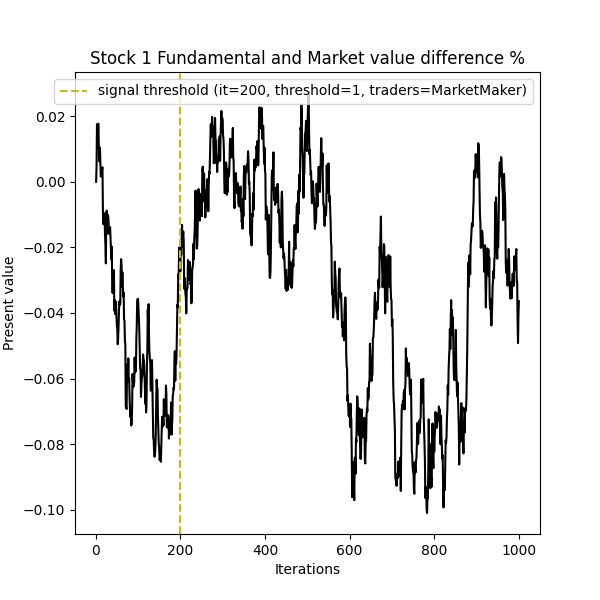 Stock 1 Fundamental and Market value difference %
signal threshold (it=200, threshold=1, traders=MarketMaker)
0.02
0.00
−0.02
−0.04
−0.06
−0.08
−0.10
Present value
0 200 400 600 800 1000
Iterations